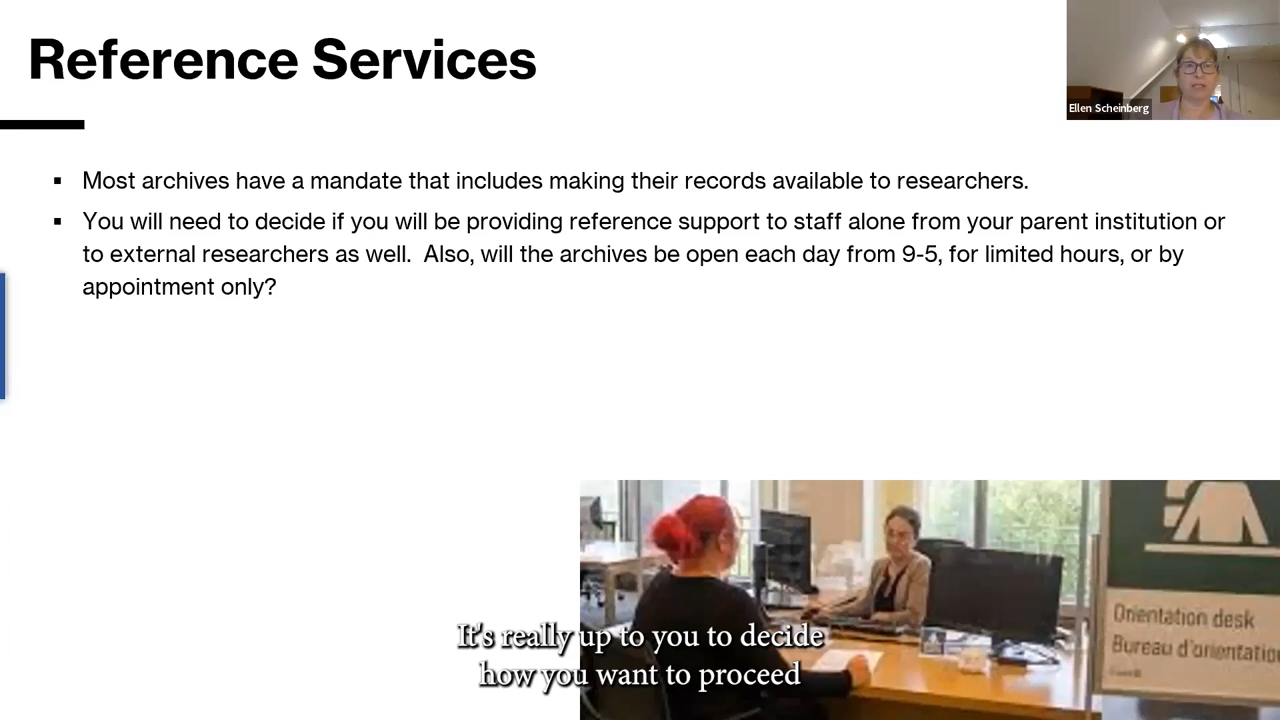 Reference Services
Ellen Scheinberg
▪ Most archives have a mandate that includes making their records available to researchers.
▪ You will need to decide if you will be providing reference support to staff alone from your parent institution or
to external researchers as well.  Also, will the archives be open each day from 9-5, for limited hours, or by
appointment only?
Orientation desk
Bureau d'orientation
It's really up to you to decide
how you want to proceed